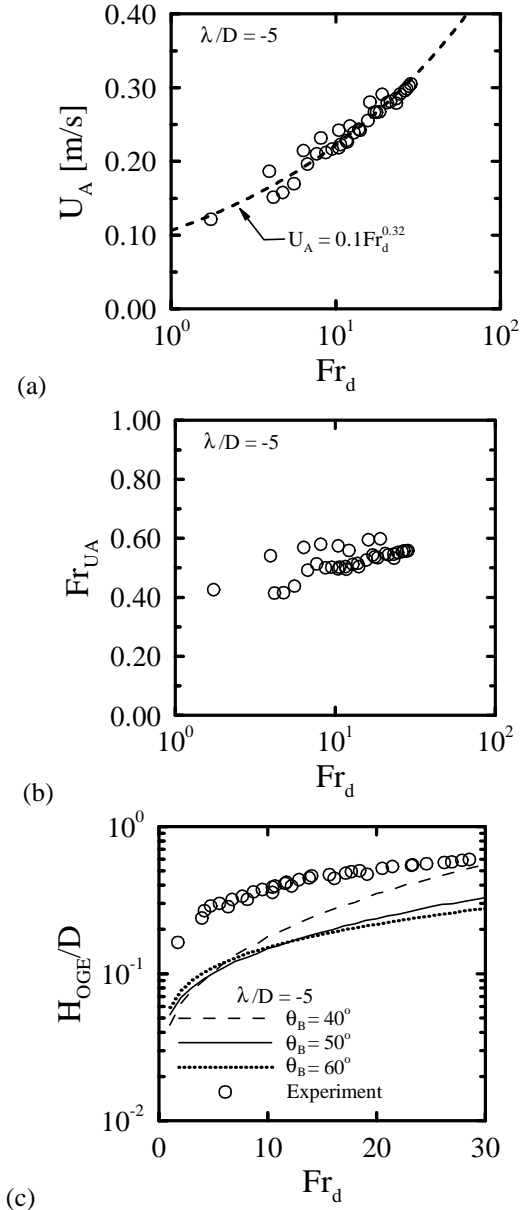 λ/D = -5
0.40
0.30
0.20
0.10
0.00
U_A [m/s]
U_A = 0.1Fr_d^0.32
10^0
10^1
10^2
Fr_d
(a)
λ/D = -5
1.00
0.80
0.60
0.40
0.20
0.00
Fr_UA
10^0
10^1
10^2
Fr_d
(b)
10^0
10^-1
10^-2
H_OGE/D
λ/D = -5
θ_B = 40°
θ_B = 50°
θ_B = 60°
Experiment
0
10
20
30
Fr_d
(c)